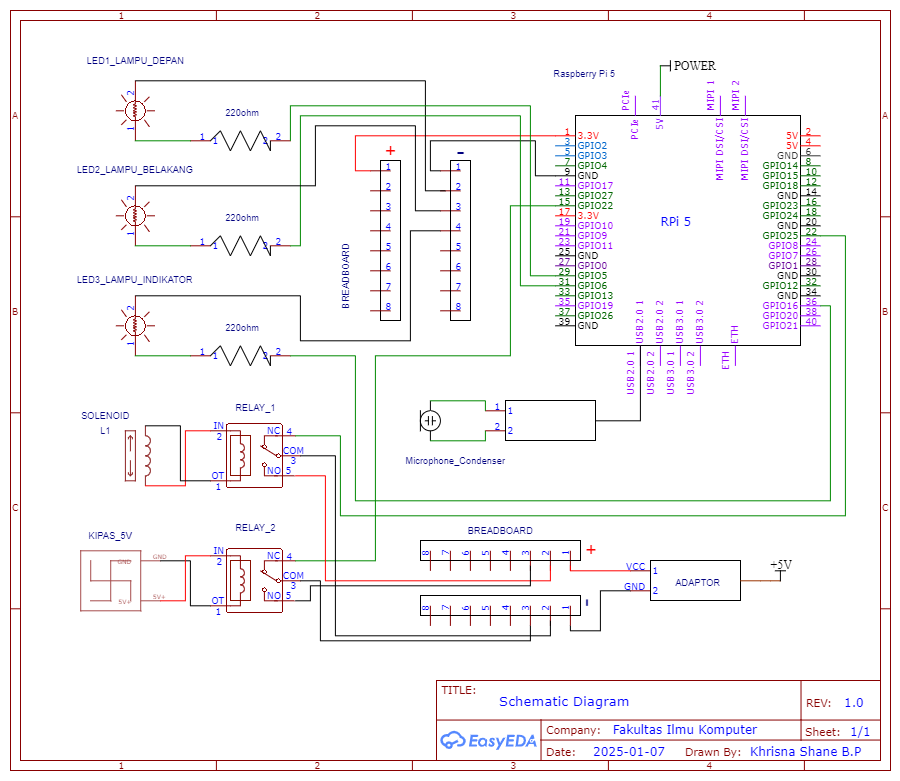 1 2 3 4
A
B
C
LED1_LAMPU_DEPAN
2
1
220ohm
1 1 2 2
LED2_LAMPU_BELAKANG
2
1
220ohm
1 1 2 2
LED3_LAMPU_INDIKATOR
2
1
220ohm
1 1 2 2
BREADBOARD
+
1
2
3
4
5
6
7
8
-
1
2
3
4
5
6
7
8
Raspberry Pi 5
POWER
PCIe
PCIe
41
5V
MIPI 1
MIPI DSI/CSI
MIPI 2
MIPI DSI/CSI
RPi 5
1 3.3V
3 GPIO2
5 GPIO3
7 GPIO4
9 GND
11 GPIO17
13 GPIO27
15 GPIO22
17 3.3V
19 GPIO10
21 GPIO9
23 GPIO11
25 GND
27 GPIO0
29 GPIO5
31 GPIO6
33 GPIO13
35 GPIO19
37 GPIO26
39 GND
5V 2
5V 4
GND 6
GPIO14 8
GPIO15 10
GPIO18 12
GND 14
GPIO23 16
GPIO24 18
GND 20
GPIO25 22
GPIO8 24
GPIO7 26
GPIO1 28
GND 30
GPIO12 32
GND 34
GPIO16 36
GPIO20 38
GPIO21 40
USB2.0 1
USB2.0 2
USB3.0 1
USB3.0 2
ETH
USB2.0 1
USB2.0 2
USB3.0 1
USB3.0 2
ETH
SOLENOID
L1
RELAY_1
IN
2
OT
1
NC 4
COM
3
NO 5
1 1
2 2
Microphone_Condenser
KIPAS_5V
GND
GND
5V+
5V+
RELAY_2
IN
2
OT
1
NC 4
COM
3
NO 5
BREADBOARD
8 7 6 5 4 3 2 1
+
8 7 6 5 4 3 2 1
-
VCC 1
GND 2
ADAPTOR
+5V
TITLE:
Schematic Diagram
REV: 1.0
EasyEDA
Company: Fakultas Ilmu Komputer
Sheet: 1/1
Date: 2025-01-07 Drawn By: Khrisna Shane B.P
A
B
C
1 2 3 4